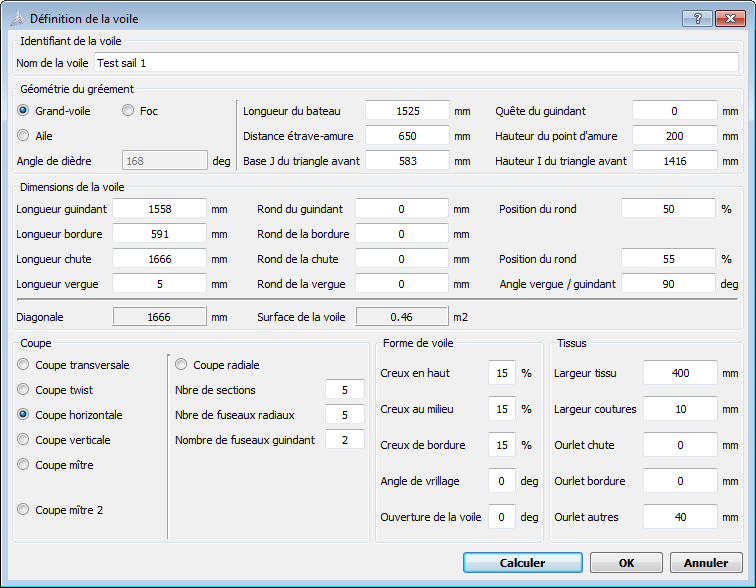 Définition de la voile
Identifiant de la voile
Nom de la voile Test sail 1
Géométrie du gréement
Grand-voile Foc Longueur du bateau 1525 mm Quête du guindant 0 mm
Aile Distance étrave-amure 650 mm Hauteur du point d'amure 200 mm
Angle de dièdre 168 deg Base J du triangle avant 583 mm Hauteur I du triangle avant 1416 mm
Dimensions de la voile
Longueur guindant 1558 mm Rond du guindant 0 mm Position du rond 50 %
Longueur bordure 591 mm Rond de la bordure 0 mm
Longueur chute 1666 mm Rond de la chute 0 mm Position du rond 55 %
Longueur vergue 5 mm Rond de la vergue 0 mm Angle vergue / guindant 90 deg
Diagonale 1666 mm Surface de la voile 0.46 m2
Coupe
Coupe transversale
Coupe twist
Coupe horizontale
Coupe verticale
Coupe mître
Coupe mître 2
Coupe radiale
Nbre de sections 5
Nbre de fuseaux radiaux 5
Nombre de fuseaux guindant 2
Forme de voile
Creux en haut 15 %
Creux au milieu 15 %
Creux de bordure 15 %
Angle de vrillage 0 deg
Ouverture de la voile 0 deg
Tissus
Largeur tissu 400 mm
Largeur coutures 10 mm
Ourlet chute 0 mm
Ourlet bordure 0 mm
Ourlet autres 40 mm
Calculer OK Annuler